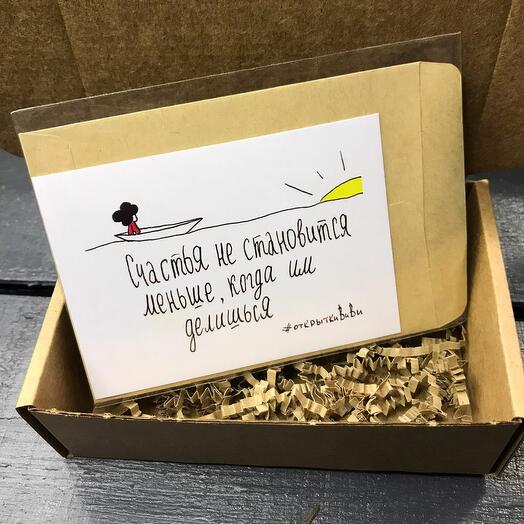 Счастья не становится
меньше, когда им
делишься
#открыткививи